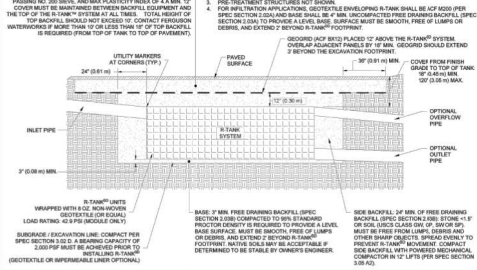 PASSING NO. 200 SIEVE, AND MAX PLASTICITY INDEX OF 4. A MIN. 12"
COVER MUST BE MAINTAINED BETWEEN BACKFILL EQUIPMENT AND
THE TOP OF THE R-TANK SYSTEM AT ALL TIMES. TOTAL HEIGHT OF
TOP BACKFILL SHOULD NOT EXCEED 10'. CONTACT FERGUSON
WATERWORKS IF MORE THAN 10' OR LESS THAN 18" OF TOP BACKFILL
IS REQUIRED (FROM TOP OF TANK TO TOP OF PAVEMENT).
3. PRE-TREATMENT STRUCTURES NOT SHOWN.
4. FOR INFILTRATION APPLICATIONS, GEOTEXTILE ENVELOPING R-TANK SHALL BE ACF M200 (PER
SPEC SECTION 2.02A) AND BASE SHALL BE 4" MIN. UNCOMPACTED FREE DRAINING BACKFILL (SPEC
SECTION 2.03A) TO PROVIDE A LEVEL BASE. SURFACE MUST BE SMOOTH, FREE OF LUMPS OR
DEBRIS, AND EXTEND 2' BEYOND R-TANK FOOTPRINT.
GEOGRID (ACF BX12) PLACED 12" ABOVE THE R-TANK SYSTEM.
OVERLAP ADJACENT PANELS BY 18" MIN. GEOGRID SHOULD EXTEND
3' BEYOND THE EXCAVATION FOOTPRINT.
UTILITY MARKERS
AT CORNERS (TYP.)
PAVED
SURFACE
24" (0.61 m)
36" (0.91 m) MIN.
COVER FROM FINISH
GRADE TO TOP OF TANK
18" (0.46 m) MIN.
120" (3.05 m) MAX.
12" (0.30 m)
INLET PIPE
R-TANK
SYSTEM
OPTIONAL
OVERFLOW
PIPE
OPTIONAL
OUTLET
PIPE
3" (0.08 m) MIN.
R-TANK UNITS
WRAPPED WITH 8 OZ. NON-WOVEN
GEOTEXTILE (OR EQUAL)
LOAD RATING: 42.9 PSI (MODULE ONLY)
SUBGRADE / EXCAVATION LINE: COMPACT PER
SPEC SECTION 3.02 D. A BEARING CAPACITY OF
2,000 PSF MUST BE ACHIEVED PRIOR TO
INSTALLING R-TANK
(GEOTEXTILE OR IMPERMEABLE LINER OPTIONAL)
BASE: 3" MIN. FREE DRAINING BACKFILL (SPEC
SECTION 2.03B) COMPACTED TO 95% STANDARD
PROCTOR DENSITY IS REQUIRED TO PROVIDE A LEVEL
BASE SURFACE. MUST BE SMOOTH, FREE OF LUMPS
OR DEBRIS, AND EXTEND 2' BEYOND R-TANK
FOOTPRINT. NATIVE SOILS MAY BE ACCEPTABLE IF
DETERMINED TO BE STABLE BY OWNER'S ENGINEER.
SIDE BACKFILL: 24" MIN. OF FREE DRAINING
BACKFILL (SPEC SECTION 2.03B): STONE <1.5"
OR SOIL (USCS CLASS GW, GP, SW OR SP).
MUST BE FREE FROM LUMPS, DEBRIS AND
OTHER SHARP OBJECTS. SPREAD EVENLY TO
PREVENT R-TANK MOVEMENT. COMPACT
SIDE BACKFILL WITH POWERED MECHANICAL
COMPACTOR IN 12" LIFTS (PER SPEC SECTION
3.05 A2).